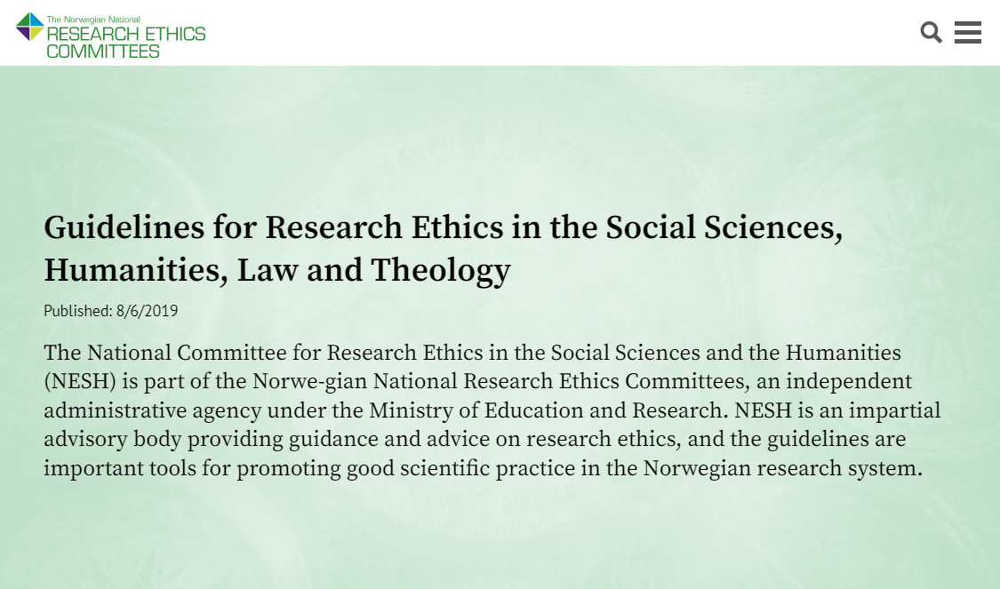 The Norwegian National
RESEARCH ETHICS
COMMITTEES
Guidelines for Research Ethics in the Social Sciences,
Humanities, Law and Theology
Published: 8/6/2019
The National Committee for Research Ethics in the Social Sciences and the Humanities
(NESH) is part of the Norwe-gian National Research Ethics Committees, an independent
administrative agency under the Ministry of Education and Research. NESH is an impartial
advisory body providing guidance and advice on research ethics, and the guidelines are
important tools for promoting good scientific practice in the Norwegian research system.